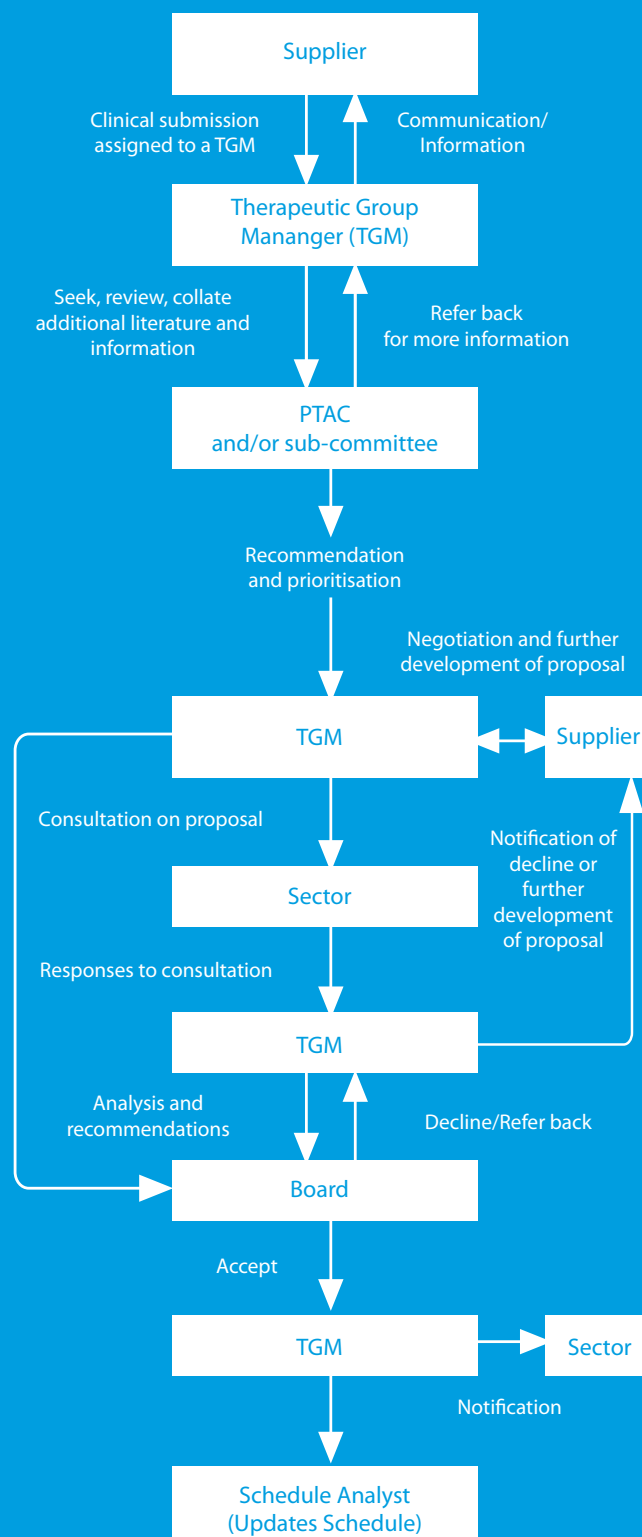 Supplier
Clinical submission
assigned to a TGM
Communication/
Information
Therapeutic Group
Mananger (TGM)
Seek, review, collate
additional literature and
information
Refer back
for more information
PTAC
and/or sub-committee
Recommendation
and prioritisation
Negotiation and further
development of proposal
TGM
Supplier
Consultation on proposal
Notification of
decline or
further
development
of proposal
Sector
Responses to consultation
TGM
Analysis and
recommendations
Decline/Refer back
Board
Accept
TGM
Sector
Notification
Schedule Analyst
(Updates Schedule)